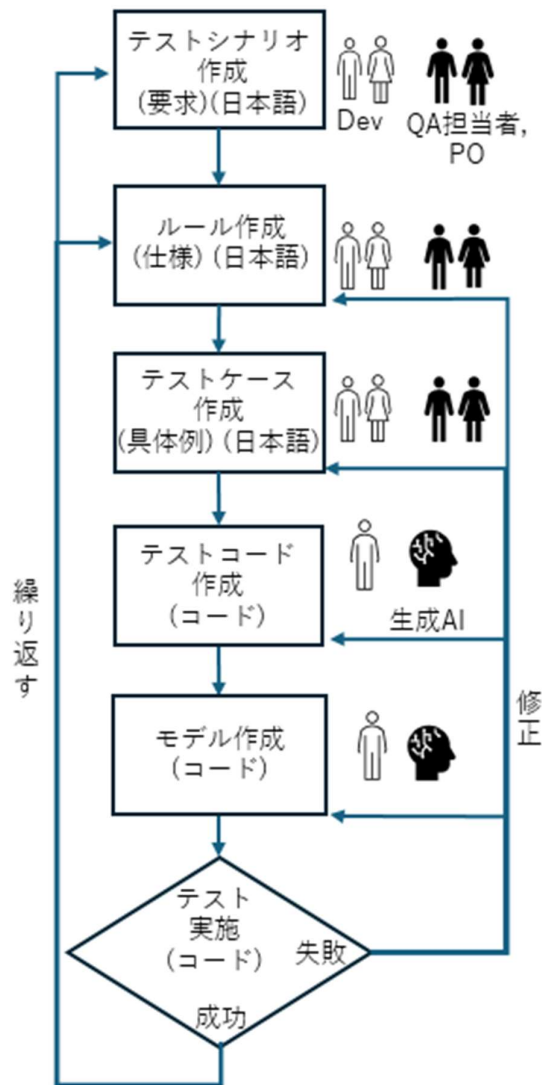 テストシナリオ
作成
(要求)(日本語)
Dev
QA担当者,
PO
ルール作成
(仕様) (日本語)
テストケース
作成
(具体例) (日本語)
テストコード
作成
(コード)
生成AI
繰り返す
修正
モデル作成
(コード)
テスト
実施
(コード)
失敗
成功